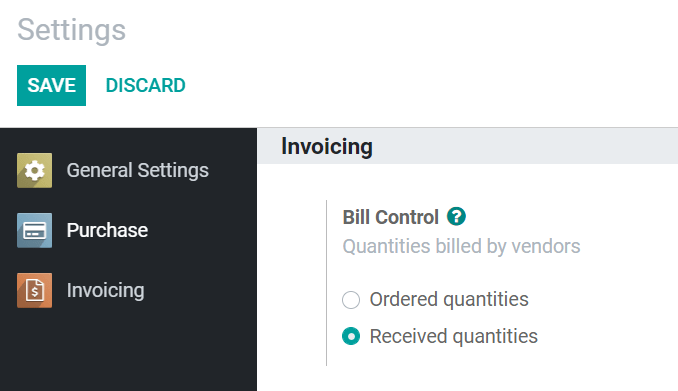 Settings
SAVE DISCARD
General Settings
Purchase
Invoicing
Invoicing
Bill Control ?
Quantities billed by vendors
Ordered quantities
Received quantities